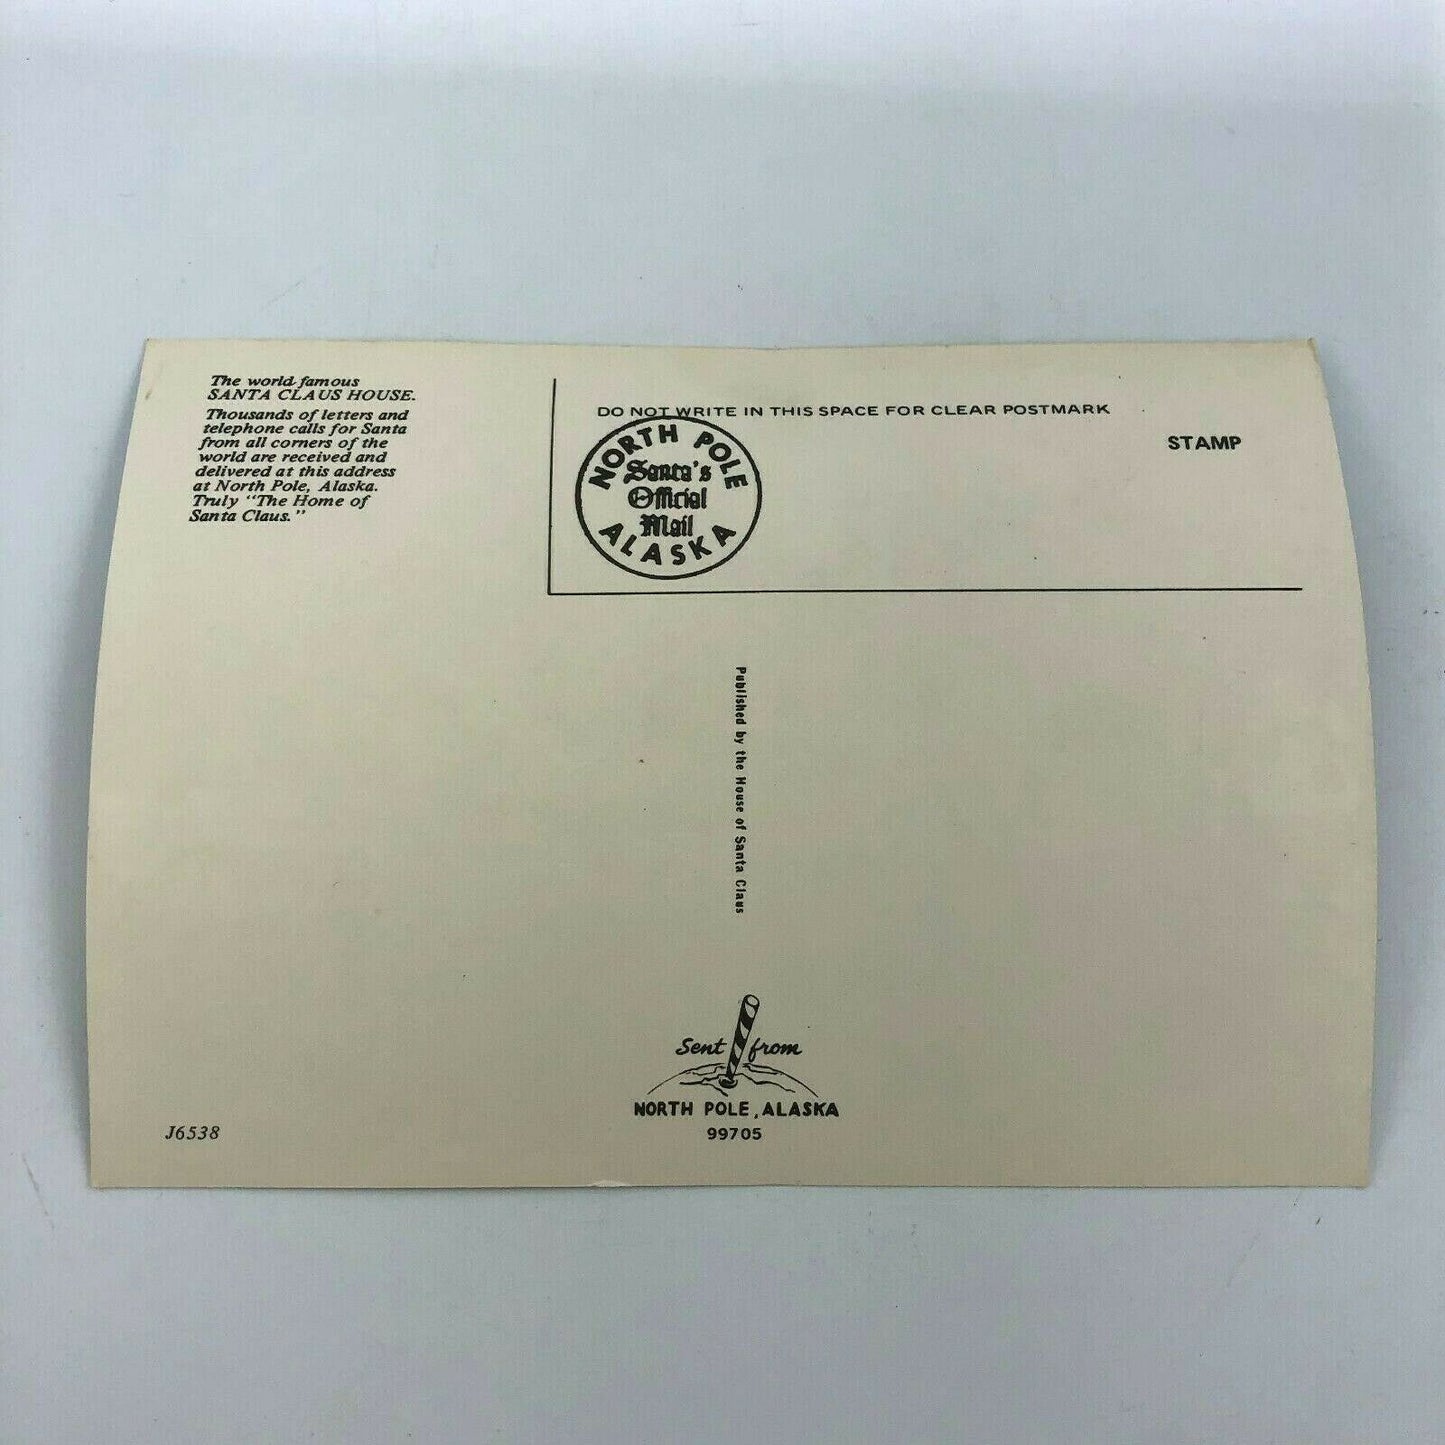 The world famous
SANTA CLAUS HOUSE.
Thousands of letters and
telephone calls for Santa
from all corners of the
world are received and
delivered at this address
at North Pole, Alaska.
Truly "The Home of
Santa Claus."
DO NOT WRITE IN THIS SPACE FOR CLEAR POSTMARK
STAMP
NORTH POLE
Santa's
Official
Mail
ALASKA
Published by the House of Santa Claus
Sent from
NORTH POLE, ALASKA
99705
J6538